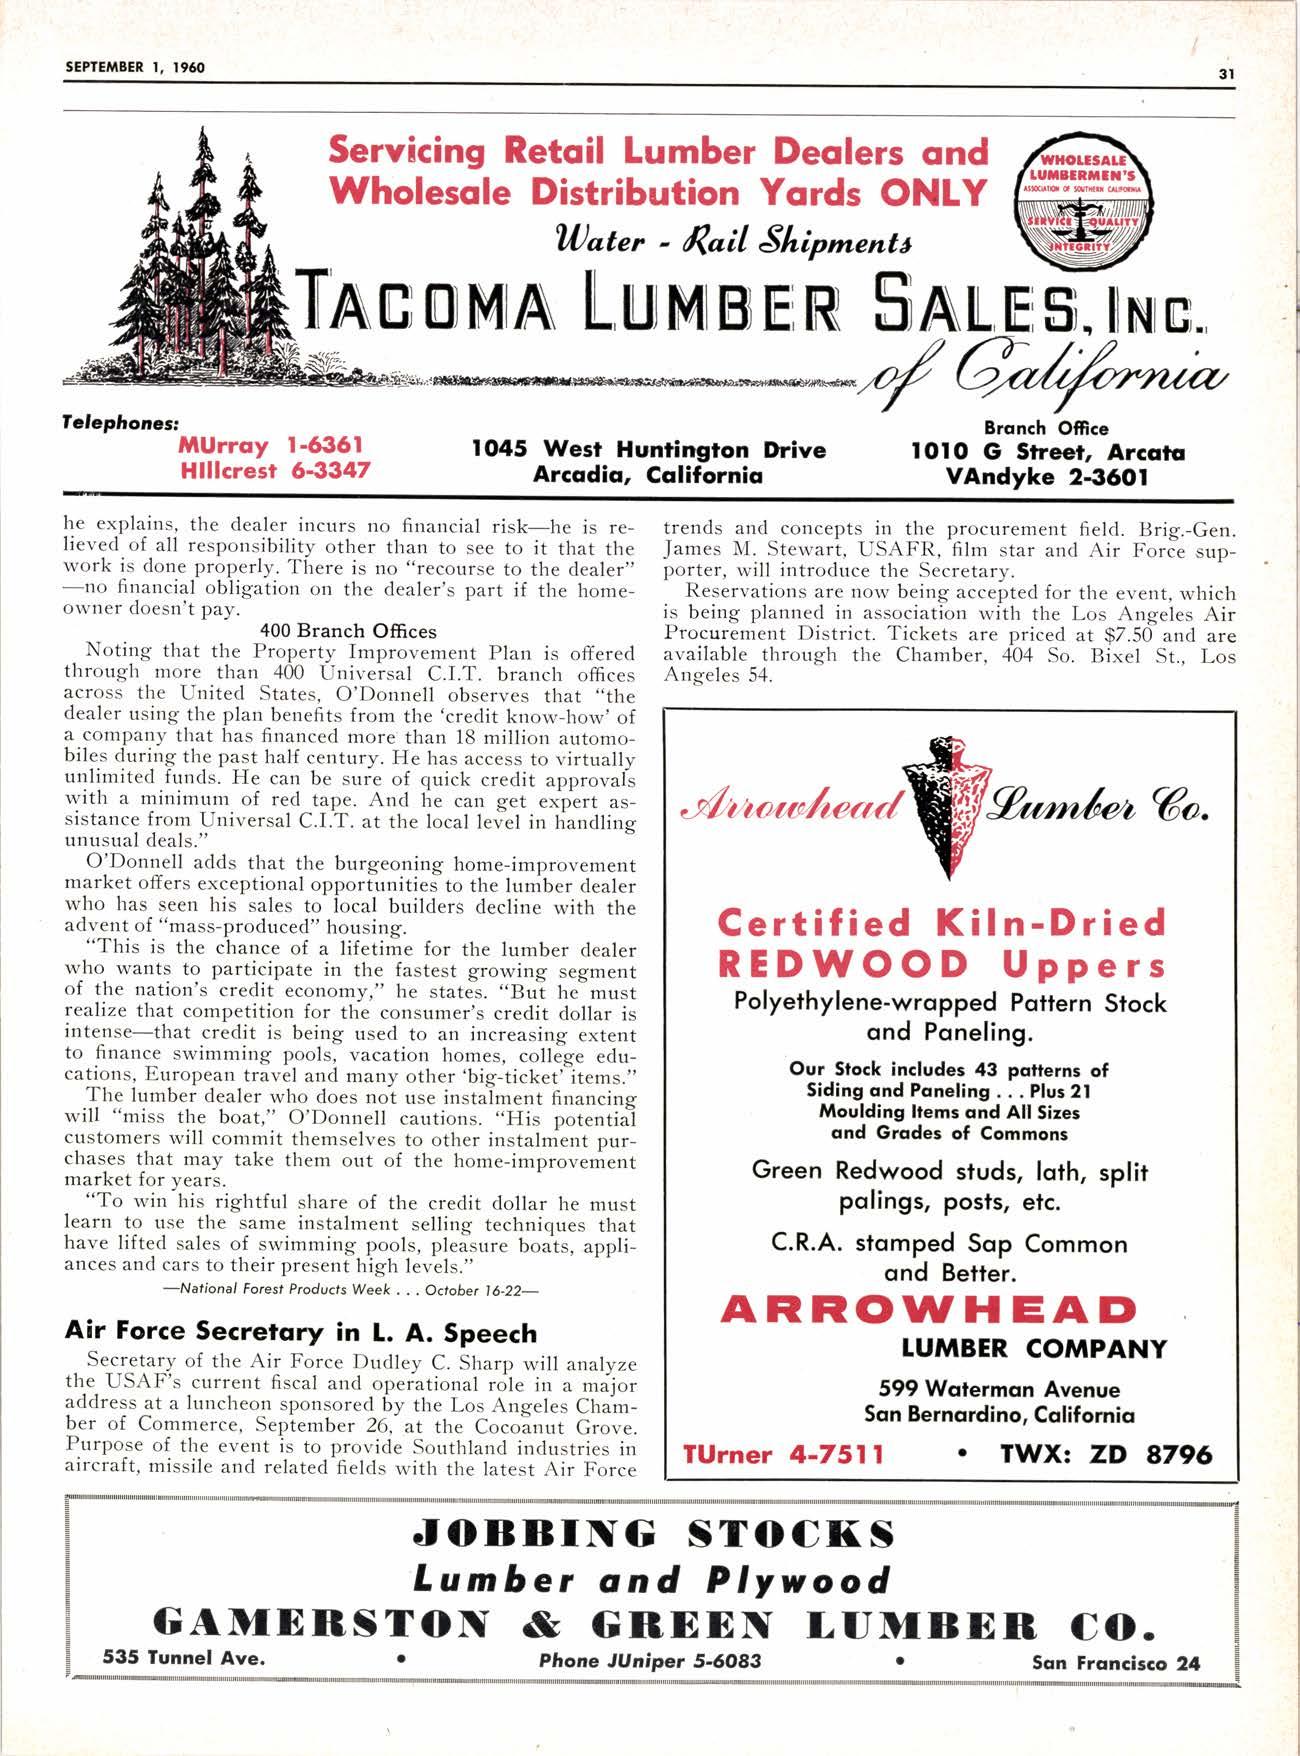 SEPTEMBER 1, 1960
31
Servicing Retail Lumber Dealers and
Wholesale Distribution Yards ONLY
Water - Rail Shipments
WHOLESALE
LUMBERMEN'S
ASSOCIATION OF SOUTHERN CALIFORNIA
SERVICE QUALITY
INTEGRITY
TACOMA LUMBER SALES, INC.
of California
Telephones:
MUrray 1-6361
HIllcrest 6-3347
1045 West Huntington Drive
Arcadia, California
Branch Office
1010 G Street, Arcata
VAndyke 2-3601
he explains, the dealer incurs no financial risk—he is re-
lieved of all responsibility other than to see to it that the
work is done properly. There is no "recourse to the dealer"
—no financial obligation on the dealer's part if the home-
owner doesn't pay.
400 Branch Offices
Noting that the Property Improvement Plan is offered
through more than 400 Universal C.I.T. branch offices
across the United States, O'Donnell observes that "the
dealer using the plan benefits from the 'credit know-how' of
a company that has financed more than 18 million automo-
biles during the past half century. He has access to virtually
unlimited funds. He can be sure of quick credit approvals
with a minimum of red tape. And he can get expert as-
sistance from Universal C.I.T. at the local level in handling
unusual deals."
O'Donnell adds that the burgeoning home-improvement
market offers exceptional opportunities to the lumber dealer
who has seen his sales to local builders decline with the
advent of "mass-produced" housing.
"This is the chance of a lifetime for the lumber dealer
who wants to participate in the fastest growing segment
of the nation's credit economy," he states. "But he must
realize that competition for the consumer's credit dollar is
intense—that credit is being used to an increasing extent
to finance swimming pools, vacation homes, college edu-
cations, European travel and many other 'big-ticket' items."
The lumber dealer who does not use instalment financing
will "miss the boat," O'Donnell cautions. "His potential
customers will commit themselves to other instalment pur-
chases that may take them out of the home-improvement
market for years.
"To win his rightful share of the credit dollar he must
learn to use the same instalment selling techniques that
have lifted sales of swimming pools, pleasure boats, appli-
ances and cars to their present high levels."
—National Forest Products Week . . . October 16-22—
Air Force Secretary in L. A. Speech
Secretary of the Air Force Dudley C. Sharp will analyze
the USAF's current fiscal and operational role in a major
address at a luncheon sponsored by the Los Angeles Cham-
ber of Commerce, September 26, at the Cocoanut Grove.
Purpose of the event is to provide Southland industries in
aircraft, missile and related fields with the latest Air Force
trends and concepts in the procurement field. Brig.-Gen.
James M. Stewart, USAFR, film star and Air Force sup-
porter, will introduce the Secretary.
Reservations are now being accepted for the event, which
is being planned in association with the Los Angeles Air
Procurement District. Tickets are priced at $7.50 and are
available through the Chamber, 404 So. Bixel St., Los
Angeles 54.
Arrowhead Lumber Co.
Certified Kiln-Dried
REDWOOD Uppers
Polyethylene-wrapped Pattern Stock
and Paneling.
Our Stock includes 43 patterns of
Siding and Paneling . . . Plus 21
Moulding Items and All Sizes
and Grades of Commons
Green Redwood studs, lath, split
palings, posts, etc.
C.R.A. stamped Sap Common
and Better.
ARROWHEAD
LUMBER COMPANY
599 Waterman Avenue
San Bernardino, California
TUrner 4-7511 • TWX: ZD 8796
JOBBING STOCKS
Lumber and Plywood
GAMERSTON & GREEN LUMBER CO.
535 Tunnel Ave. • Phone JUniper 5-6083 • San Francisco 24